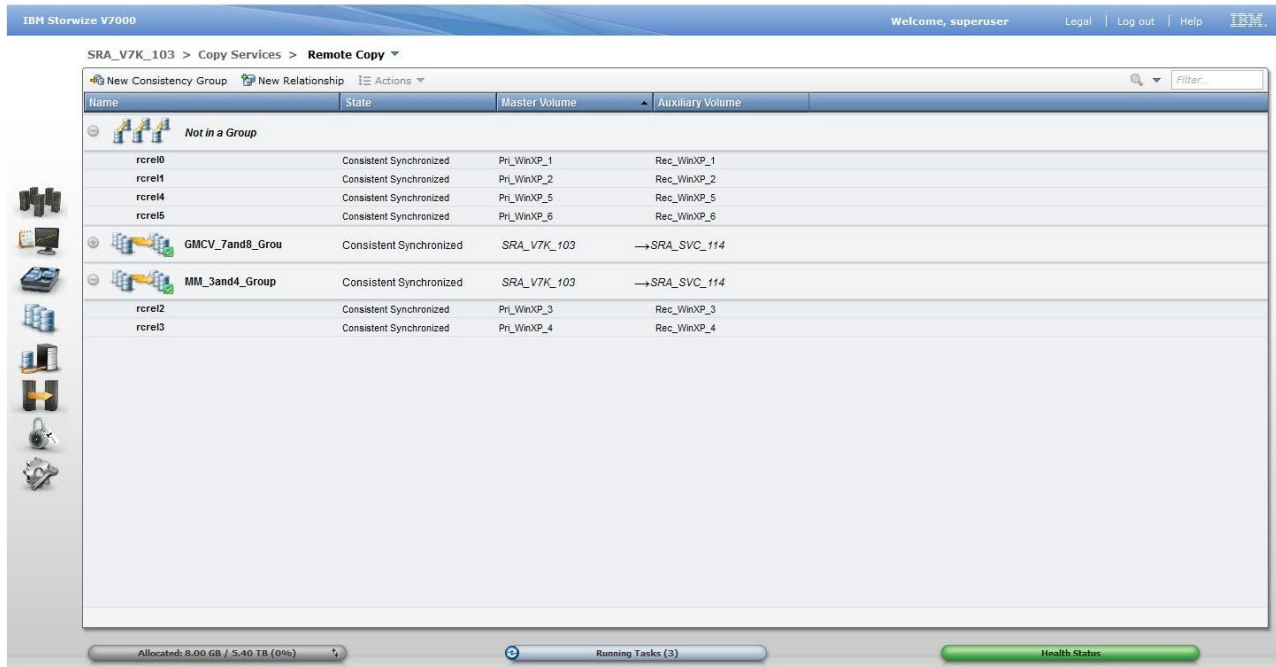 IBM Storwize V7000 Welcome, superuser Legal | Log out | Help IBM.
SRA_V7K_103 > Copy Services > Remote Copy
New Consistency Group New Relationship Actions Filter...
Name State Master Volume Auxiliary Volume
Not in a Group
rcrel0 Consistent Synchronized Pri_WinXP_1 Rec_WinXP_1
rcrel1 Consistent Synchronized Pri_WinXP_2 Rec_WinXP_2
rcrel4 Consistent Synchronized Pri_WinXP_5 Rec_WinXP_5
rcrel5 Consistent Synchronized Pri_WinXP_6 Rec_WinXP_6
GMCV_7and8_Grou Consistent Synchronized SRA_V7K_103 →SRA_SVC_114
MM_3and4_Group Consistent Synchronized SRA_V7K_103 →SRA_SVC_114
rcrel2 Consistent Synchronized Pri_WinXP_3 Rec_WinXP_3
rcrel3 Consistent Synchronized Pri_WinXP_4 Rec_WinXP_4
Allocated: 8.00 GB / 5.40 TB (0%) Running Tasks (3) Health Status